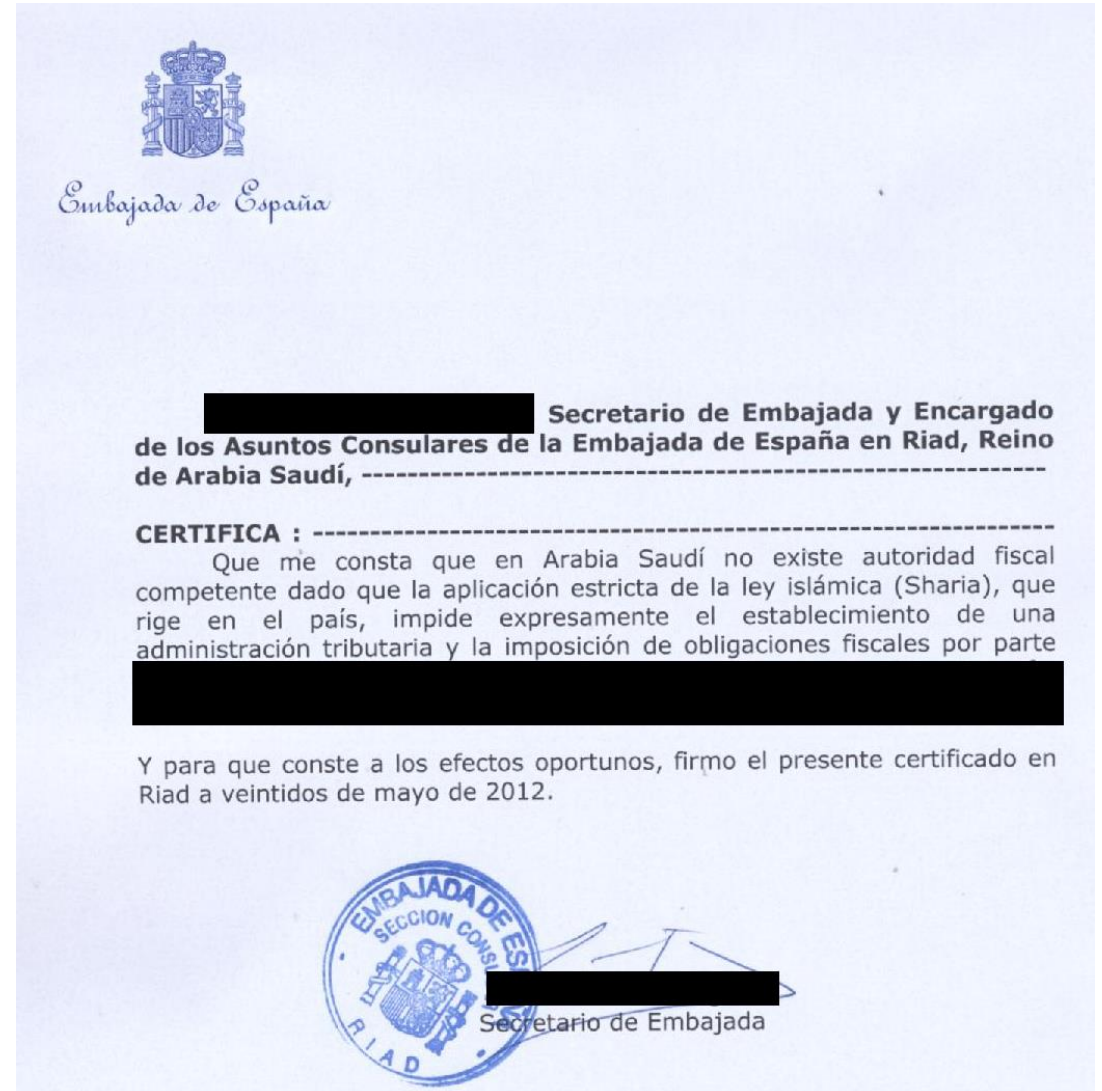 Embajada de España
Secretario de Embajada y Encargado
de los Asuntos Consulares de la Embajada de España en Riad, Reino
de Arabia Saudí, ------------------------------------------------------------
CERTIFICA : -----------------------------------------------------------------
Que me consta que en Arabia Saudí no existe autoridad fiscal
competente dado que la aplicación estricta de la ley islámica (Sharia), que
rige en el país, impide expresamente el establecimiento de una
administración tributaria y la imposición de obligaciones fiscales por parte
Y para que conste a los efectos oportunos, firmo el presente certificado en
Riad a veintidos de mayo de 2012.
EMBAJADA DE ESPAÑA
SECCION
RIAD
Secretario de Embajada